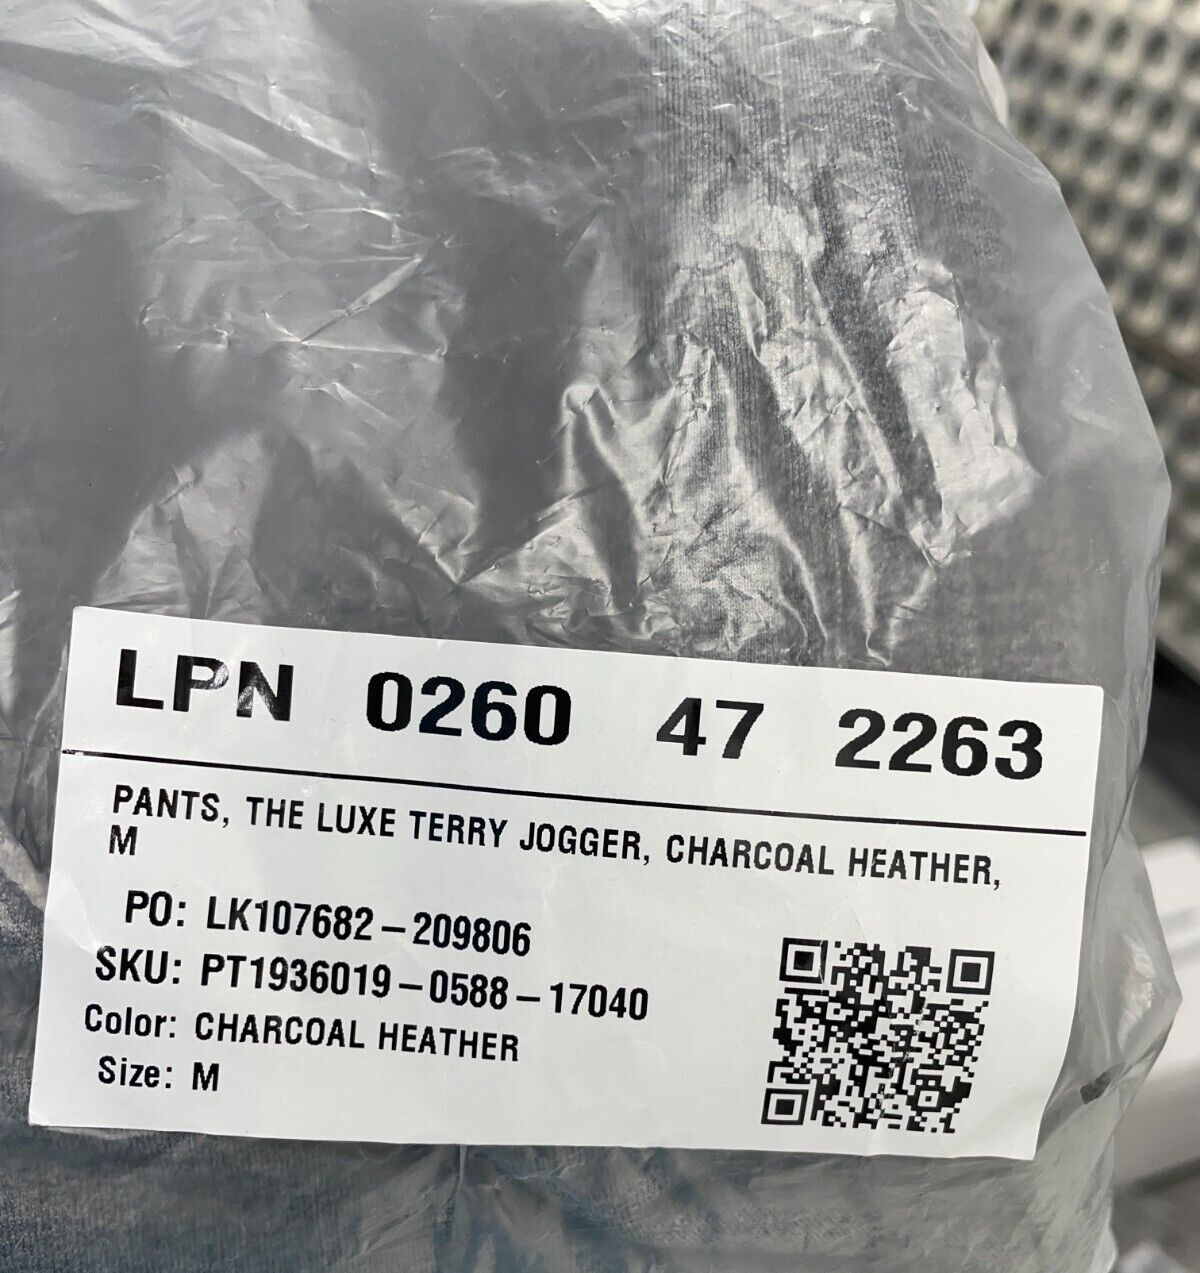 LPN 0260 47 2263
PANTS, THE LUXE TERRY JOGGER, CHARCOAL HEATHER,
M
PO: LK107682-209806
SKU: PT1936019-0588-17040
Color: CHARCOAL HEATHER
Size: M